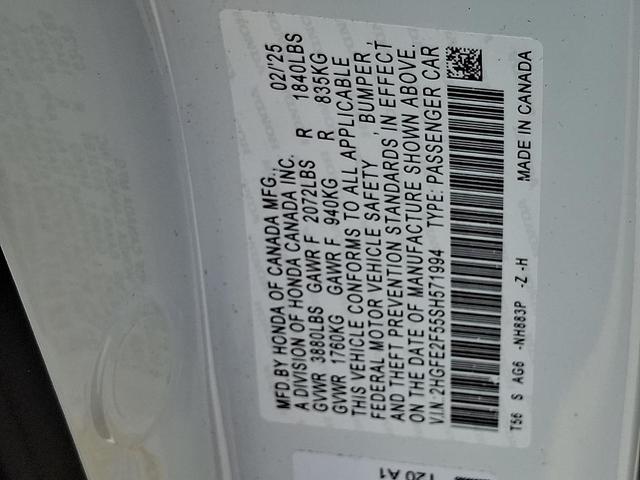 MFD.BY HONDA OF CANADA MFG., 02/'25
A DIVISION OF HONDA CANADA INC.
GVWR 3880LBS GAWR F 2072LBS R 1840LBS
GVWR 1760KG GAWR F 940KG R 835KG
THIS VEHICLE CONFORMS TO ALL APPLICABLE
FEDERAL MOTOR VEHICLE SAFETY , BUMPER ,
AND THEFT PREVENTION STANDARDS IN EFFECT
ON THE DATE OF MANUFACTURE SHOWN ABOVE.
V.I.N: 2HGFE2F55SH571994 TYPE: PASSENGER CAR
T56 S AG6 -NH883P -Z -H MADE IN CANADA
120 A1